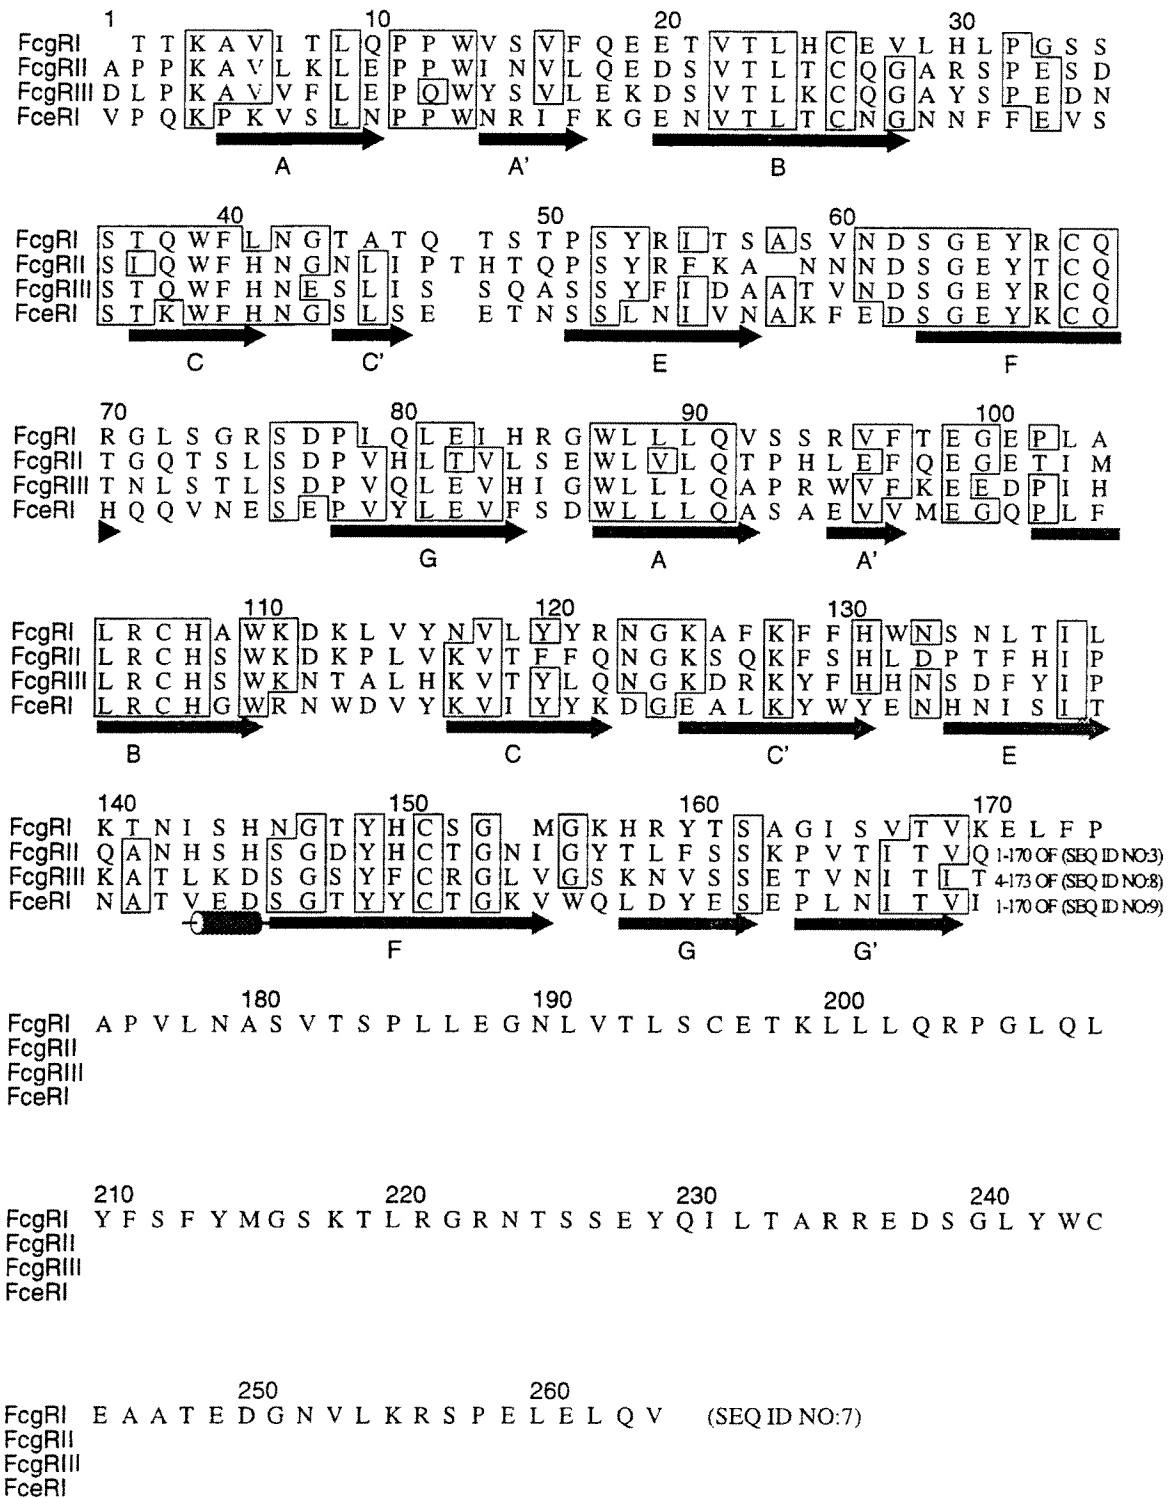 1 10 20 30
FcgRI T T K A V I T L Q P P W V S V F Q E E T V T L H C E V L H L P G S S
FcgRII A P P K A V L K L E P P W I N V L Q E D S V T L T C Q G A R S P E S D
FcgRIII D L P K A V V F L E P Q W Y S V L E K D S V T L K C Q G A Y S P E D N
FceRI V P Q K P K V S L N P P W N R I F K G E N V T L T C N G N N F F E V S
A A' B
40 50 60
FcgRI S T Q W F L N G T A T Q T S T P S Y R I T S A S V N D S G E Y R C Q
FcgRII S I Q W F H N G N L I P T H T Q P S Y R F K A N N N D S G E Y T C Q
FcgRIII S T Q W F H N E S L I S S Q A S S Y F I D A A T V N D S G E Y R C Q
FceRI S T K W F H N G S L S E E T N S S L N I V N A K F E D S G E Y K C Q
C C' E F
70 80 90 100
FcgRI R G L S G R S D P I Q L E I H R G W L L L Q V S S R V F T E G E P L A
FcgRII T G Q T S L S D P V H L T V L S E W L V L Q T P H L E F Q E G E T I M
FcgRIII T N L S T L S D P V Q L E V H I G W L L L Q A P R W V F K E E D P I H
FceRI H Q Q V N E S E P V Y L E V F S D W L L L Q A S A E V V M E G Q P L F
G A A'
110 120 130
FcgRI L R C H A W K D K L V Y N V L Y Y R N G K A F K F F H W N S N L T I L
FcgRII L R C H S W K D K P L V K V T F F Q N G K S Q K F S H L D P T F H I P
FcgRIII L R C H S W K N T A L H K V T Y L Q N G K D R K Y F H H N S D F Y I P
FceRI L R C H G W R N W D V Y K V I Y Y K D G E A L K Y W Y E N H N I S I T
B C C' E
140 150 160 170
FcgRI K T N I S H N G T Y H C S G M G K H R Y T S A G I S V T V K E L F P
FcgRII Q A N H S H S G D Y H C T G N I G Y T L F S S K P V T I T V Q 1-170 OF (SEQ ID NO:3)
FcgRIII K A T L K D S G S Y F C R G L V G S K N V S S E T V N I T I T 4-173 OF (SEQ ID NO:8)
FceRI N A T V E D S G T Y Y C T G K V W Q L D Y E S E P L N I T V I 1-170 OF (SEQ ID NO:9)
F G G'
180 190 200
FcgRI A P V L N A S V T S P L L E G N L V T L S C E T K L L L Q R P G L Q L
FcgRII
FcgRIII
FceRI
210 220 230 240
FcgRI Y F S F Y M G S K T L R G R N T S S E Y Q I L T A R R E D S G L Y W C
FcgRII
FcgRIII
FceRI
250 260
FcgRI E A A T E D G N V L K R S P E L E L Q V (SEQ ID NO:7)
FcgRII
FcgRIII
FceRI